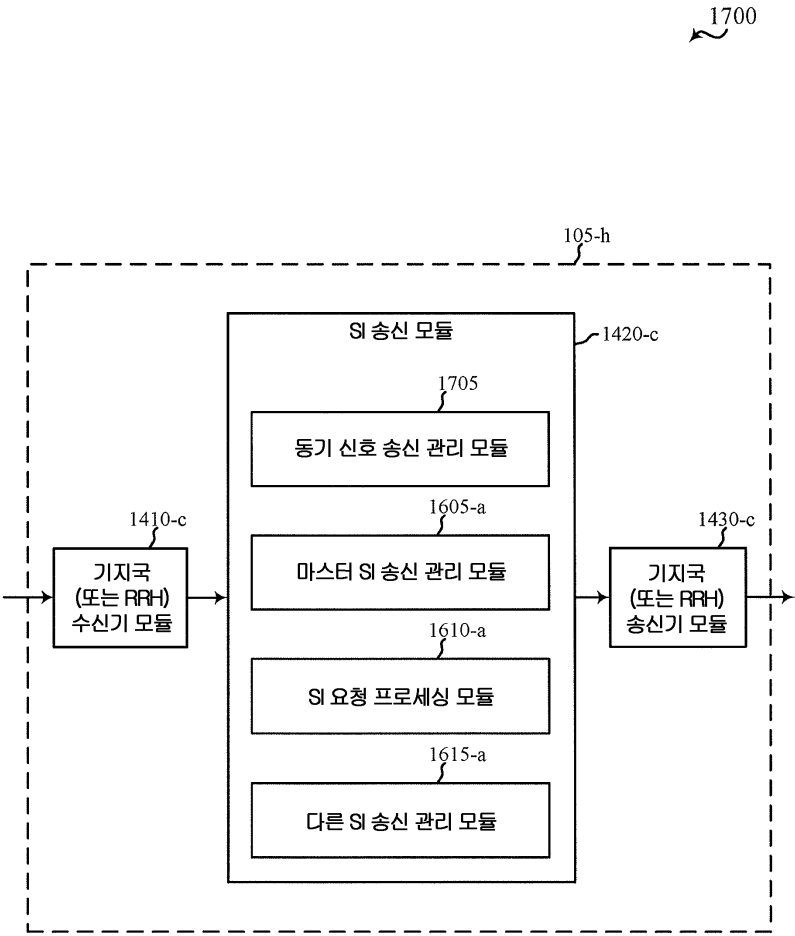 1700
105-h
SI 송신 모듈
1420-c
1705
동기 신호 송신 관리 모듈
1605-a
마스터 SI 송신 관리 모듈
1410-c
기지국
(또는 RRH)
수신기 모듈
1430-c
기지국
(또는 RRH)
송신기 모듈
1610-a
SI 요청 프로세싱 모듈
1615-a
다른 SI 송신 관리 모듈